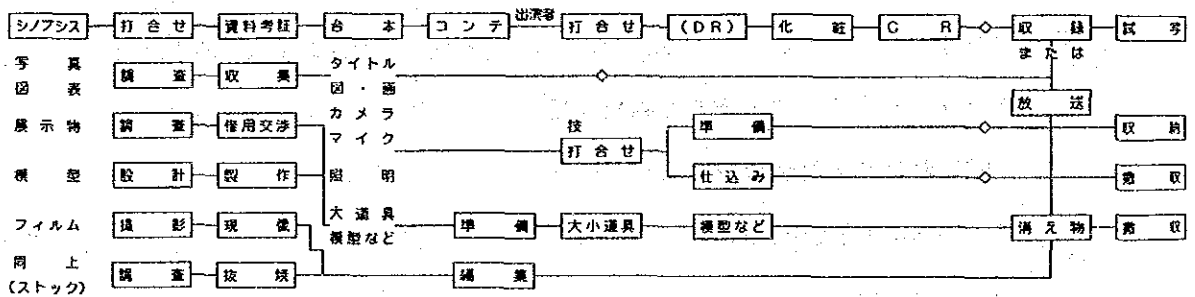 出演者
シノプシス 打合せ 資料考証 台本 コンテ 打合せ (DR) 化粧 CR 収録 試写
または
写真 調査 収集 タイトル
図表 図・画
放送
展示物 調査 借用交渉 カメラ 技 準備 収納
マイク 打合せ
模型 設計 製作 照明 仕込み 撤収
フィルム 撮影 現像 大道具 準備 大小道具 模型など 消え物 撤収
模型など
同上 調査 抜焼 編集
(ストック)